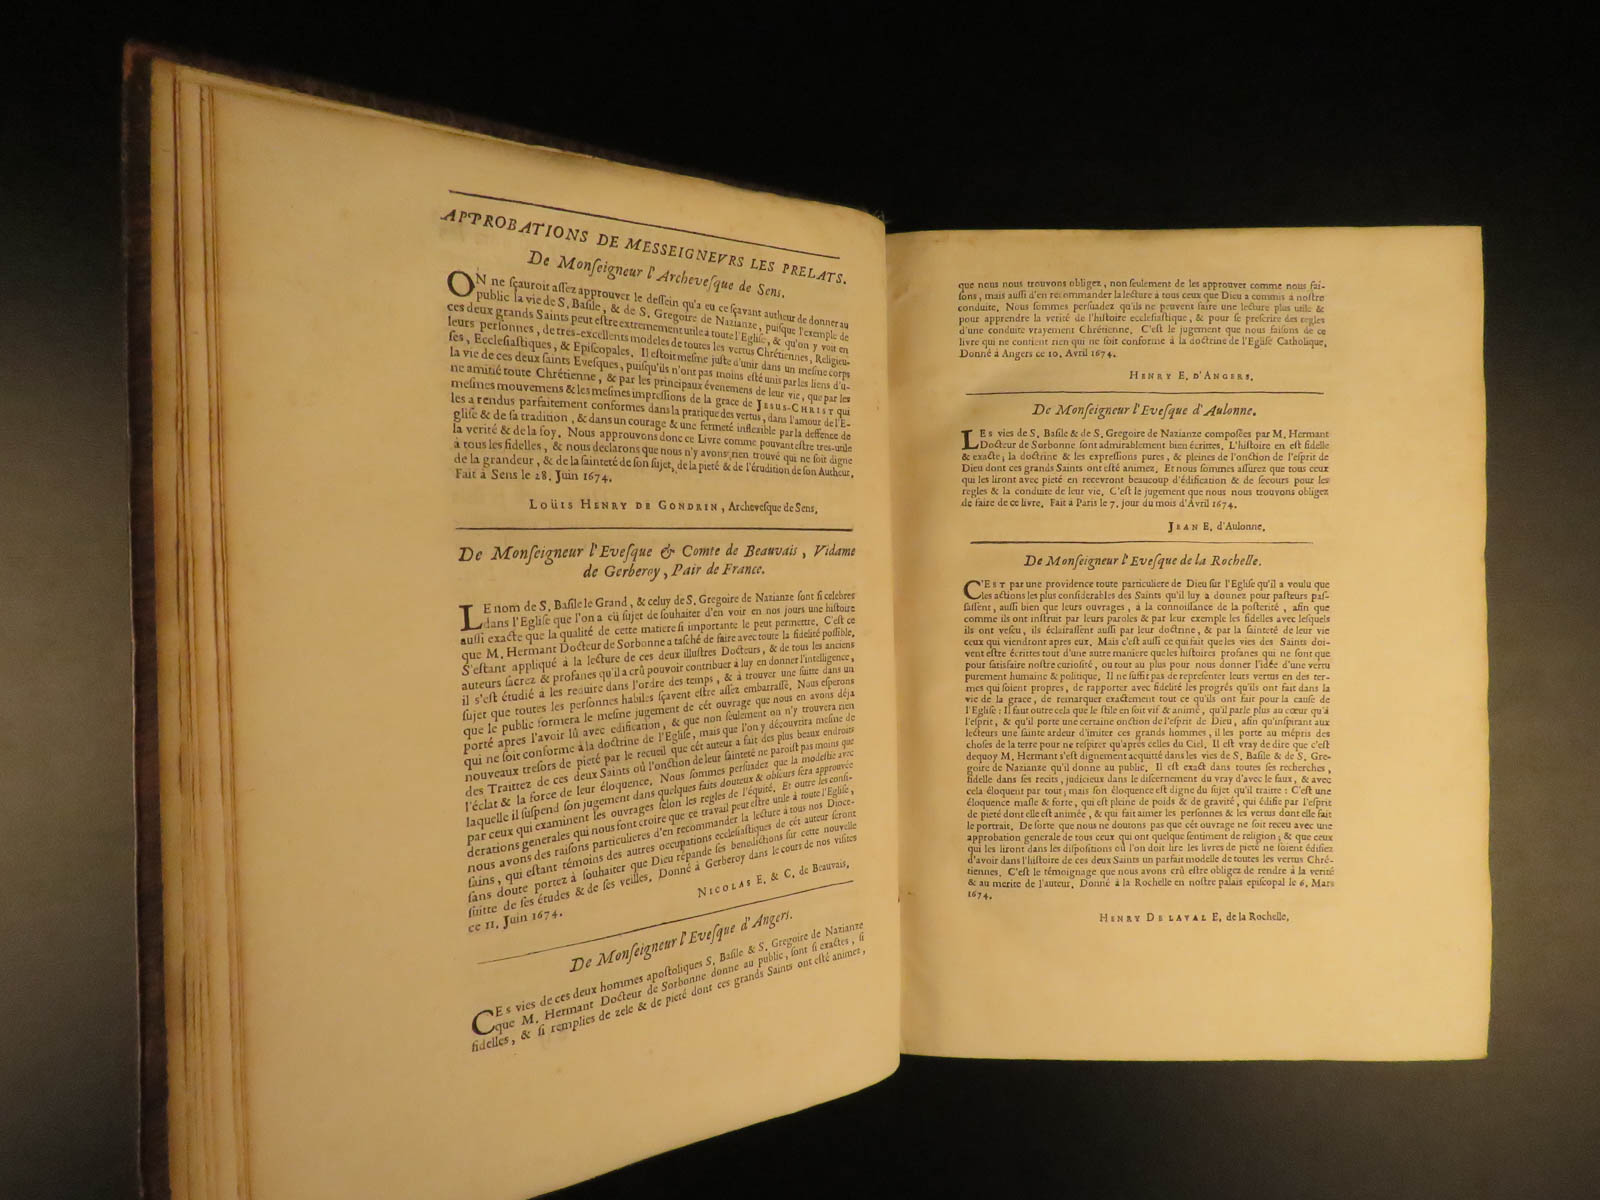 APPROBATIONS DE MESSEIGNEVRS LES PRELATS.
De Monseigneur l'Archevesque de Sens.
ON ne sçauroit assez approuver le dessein qu'a eu ce sçavant autheur de donner au
public la vie de S. Basile, & de S. Gregoire de Nazianze, puisque l'exemple de
ces deux grands Saints peut estre extremement utile à toute l'Eglise, & qu'on y voit en
leurs personnes, de tres-excellents modeles de toutes les vertus Chrétiennes, Religieu-
ses, Ecclesiastiques, & Episcopales. Il estoit mesme juste d'unir dans un mesme corps
la vie de ces deux saints Evesques, puisqu'ils n'ont pas moins esté unis par les liens d'u-
ne amitié toute Chrétienne, & par les principaux évenemens de leur vie, que par les
mesmes mouvemens & les mesmes impressions de la grace de JESUS-CHRIST qui
les a rendus parfaitement conformes dans la pratique des vertus, dans l'amour de l'E-
glise & de sa tradition, & dans un courage & une fermeté inflexible par la deffence de
la verité & de la foy. Nous approuvons donc ce Livre comme pouvant estre tres-utile
à tous les fidelles, & nous declarons que nous n'y avons rien trouvé qui ne soit digne
de la grandeur, & de la sainteté de son sujet, de la pieté & de l'érudition de son Autheur.
Fait à Sens le 28. Juin 1674.
LOÜIS HENRY DE GONDRIN, Archevesque de Sens.
De Monseigneur l'Evesque & Comte de Beauvais, Vidame
de Gerberoy, Pair de France.
LE nom de S. Basile le Grand, & celuy de S. Gregoire de Nazianze sont si celebres
dans l'Eglise que l'on a eü sujet de souhaiter d'en voir en nos jours une histoire
aussi exacte que la qualité de cette matiere si importante le peut permettre. C'est ce
que M. Hermant Docteur de Sorbonne a tasché de faire avec toute la fidelité possible.
S'estant appliqué à la lecture de ces deux illustres Docteurs, & de tous les anciens
auteurs sacrez & profanes qu'il a crû pouvoir contribuer à luy en donner l'intelligence,
il s'est étudié à les reduire dans l'ordre des temps, & à trouver une suitte dans un
sujet que toutes les personnes habiles sçavent estre assez embarrassé. Nous esperons
que le public formera le mesme jugement de cét ouvrage que nous en avons déja
porté apres l'avoir lû avec edification, & que non seulement on n'y trouvera rien
qui ne soit conforme à la doctrine de l'Eglise, mais que l'on y découvrira mesme de
nouveaux tresors de pieté par le recueil que cét auteur a fait des plus beaux endroits
des Traittez de ces deux Saints où l'onction de leur sainteté ne paroist pas moins que
l'éclat & la force de leur éloquence. Nous sommes persuadez que la modestie avec
laquelle il suspend son jugement dans quelques faits douteux & obscurs sera approuvée
par ceux qui examinent les ouvrages selon les regles de l'équité. Et outre les consi-
derations generales qui nous font croire que ce travail peut estre utile à toute l'Eglise,
nous avons des raisons particulieres d'en recommander la lecture à tous nos Dioce-
sains, qui estant témoins des autres occupations ecclesiastiques de cét auteur seront
sans doute portez à souhaiter que Dieu répande ses benedictions sur cette nouvelle
suitte de ses études & de ses veilles. Donné à Gerberoy dans le cours de nos visites
ce 11. Juin 1674.
NICOLAS E. & C. de Beauvais.
De Monseigneur l'Evesque d'Angers.
CES vies de ces deux hommes apostoliques S. Basile & S. Gregoire de Nazianze
que M. Hermant Docteur de Sorbonne donne au public, sont si exactes, si
fidelles, & si remplies de zele & de pieté dont ces grands Saints ont esté animez,
que nous nous trouvons obligez, non seulement de les approuver comme nous fai-
sons, mais aussi d'en recommander la lecture à tous ceux que Dieu a commis à nostre
conduite. Nous sommes persuadez qu'ils ne peuvent faire une lecture plus utile &
pour apprendre la verité de l'histoire ecclesiastique, & pour se prescrire des regles
d'une conduite vrayement Chrétienne. C'est le jugement que nous faisons de ce
livre qui ne contient rien qui ne soit conforme à la doctrine de l'Eglise Catholique.
Donné à Angers ce 10. Avril 1674.
HENRY E. D'ANGERS.
De Monseigneur l'Evesque d'Aulonne.
LES vies de S. Basile & de S. Gregoire de Nazianze composées par M. Hermant
Docteur de Sorbonne sont admirablement bien écrittes. L'histoire en est fidelle
& exacte; la doctrine & les expressions pures, & pleines de l'onction de l'esprit de
Dieu dont ces grands Saints ont esté animez. Et nous sommes assurez que tous ceux
qui les liront avec pieté en recevront beaucoup d'édification & de secours pour les
regles & la conduite de leur vie. C'est le jugement que nous nous trouvons obligez
de faire de ce livre. Fait à Paris le 7. jour du mois d'Avril 1674.
JEAN E. d'Aulonne.
De Monseigneur l'Evesque de la Rochelle.
C'EST par une providence toute particuliere de Dieu sur l'Eglise qu'il a voulu que
les actions les plus considerables des Saints qu'il luy a donnez pour pasteurs pas-
sassent, aussi bien que leurs ouvrages, à la connoissance de la posterité, afin que
comme ils ont instruit par leurs paroles & par leur exemple les fidelles avec lesquels
ils ont vescu, ils éclairassent aussi par leur doctrine, & par la sainteté de leur vie
ceux qui viendront apres eux. Mais c'est aussi ce qui fait que les vies des Saints doi-
vent estre écrittes tout d'une autre maniere que les histoires profanes qui ne sont que
pour satisfaire nostre curiosité, ou tout au plus pour nous donner l'idée d'une vertu
purement humaine & politique. Il ne suffit pas de representer leurs vertus en des ter-
mes qui soient propres, de rapporter avec fidelité les progrés qu'ils ont fait dans la
vie de la grace, de remarquer exactement tout ce qu'ils ont fait pour la cause de
l'Eglise: Il faut outre cela que le stile en soit vif & animé, qu'il parle plus au cœur qu'à
l'esprit, & qu'il porte une certaine onction de l'esprit de Dieu, afin qu'inspirant aux
lecteurs une sainte ardeur d'imiter ces grands hommes, il les porte au mépris des
choses de la terre pour ne respirer qu'aprés celles du Ciel. Il est vray de dire que c'est
dequoy M. Hermant s'est dignement acquitté dans les vies de S. Basile & de S. Gre-
goire de Nazianze qu'il donne au public. Il est exact dans toutes ses recherches,
fidelle dans ses recits, judicieux dans le discernement du vray d'avec le faux, & avec
cela éloquent par tout; mais son éloquence est digne du sujet qu'il traitte: C'est une
éloquence masle & forte, qui est pleine de poids & de gravité, qui édifie par l'esprit
de pieté dont elle est animée, & qui fait aimer les personnes & les vertus dont elle fait
le portrait. De sorte que nous ne doutons pas que cét ouvrage ne soit receu avec une
approbation generale de tous ceux qui ont quelque sentiment de religion; & que ceux
qui les liront dans les dispositions où l'on doit lire les livres de pieté ne soient édifiez
d'avoir dans l'histoire de ces deux Saints un parfait modelle de toutes les vertus Chré-
tiennes. C'est le témoignage que nous avons crû estre obligez de rendre à la verité
& au merite de l'auteur. Donné à la Rochelle en nostre palais episcopal le 6. Mars
1674.
HENRY DE LAVAL E. de la Rochelle.